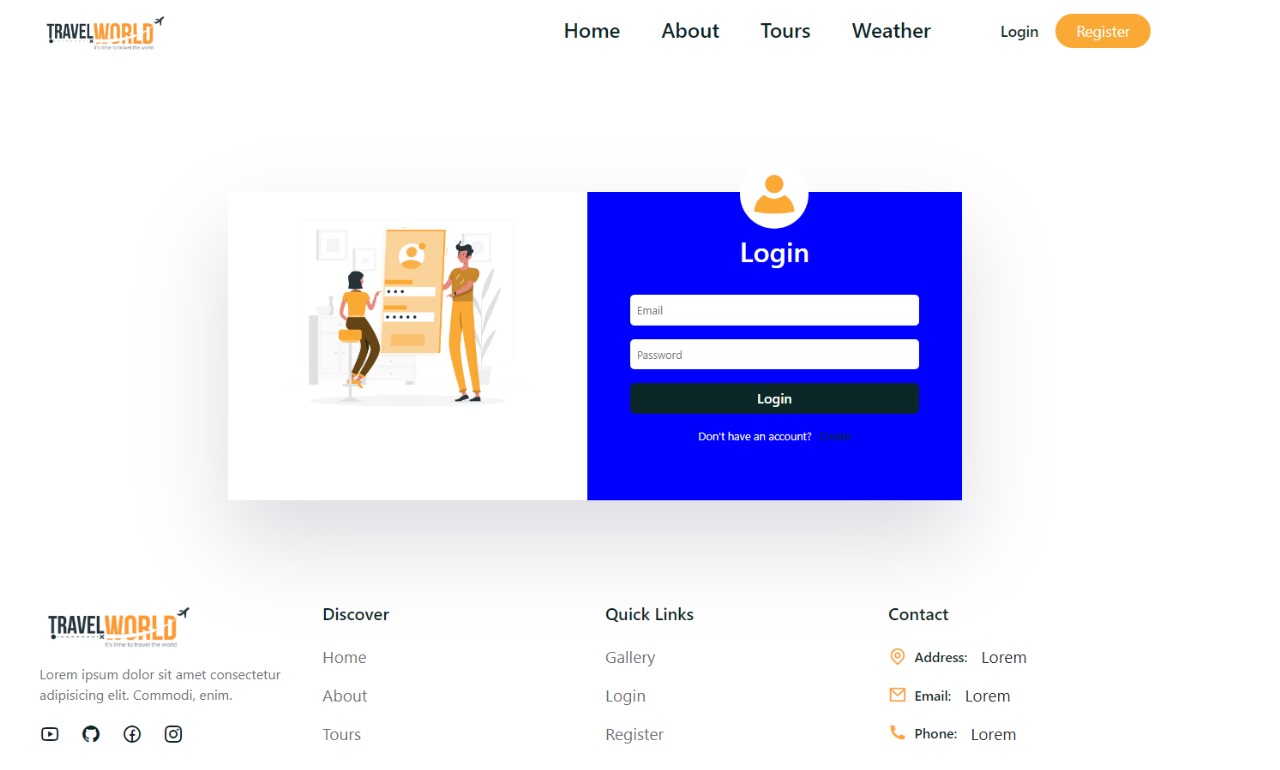 TRAVELWORLD
it's time to travel the world
Home About Tours Weather Login Register
Login
Email
Password
Login
Don't have an account? Create
TRAVELWORLD
it's time to travel the world
Lorem ipsum dolor sit amet consectetur
adipisicing elit. Commodi, enim.
Discover
Home
About
Tours
Quick Links
Gallery
Login
Register
Contact
Address: Lorem
Email: Lorem
Phone: Lorem